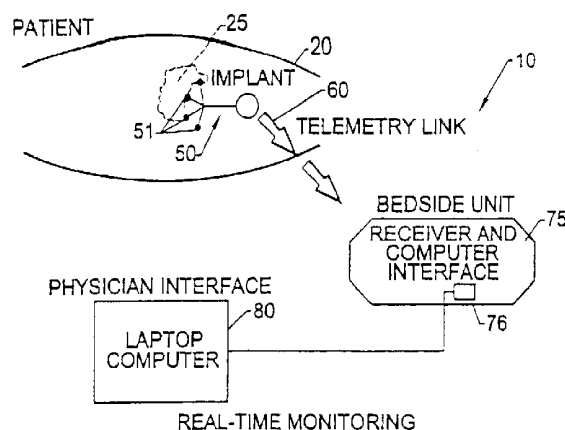 PATIENT
25
20
10
IMPLANT
60
51
50
TELEMETRY LINK
BEDSIDE UNIT
75
RECEIVER AND
COMPUTER
INTERFACE
76
PHYSICIAN INTERFACE
80
LAPTOP
COMPUTER
REAL-TIME MONITORING